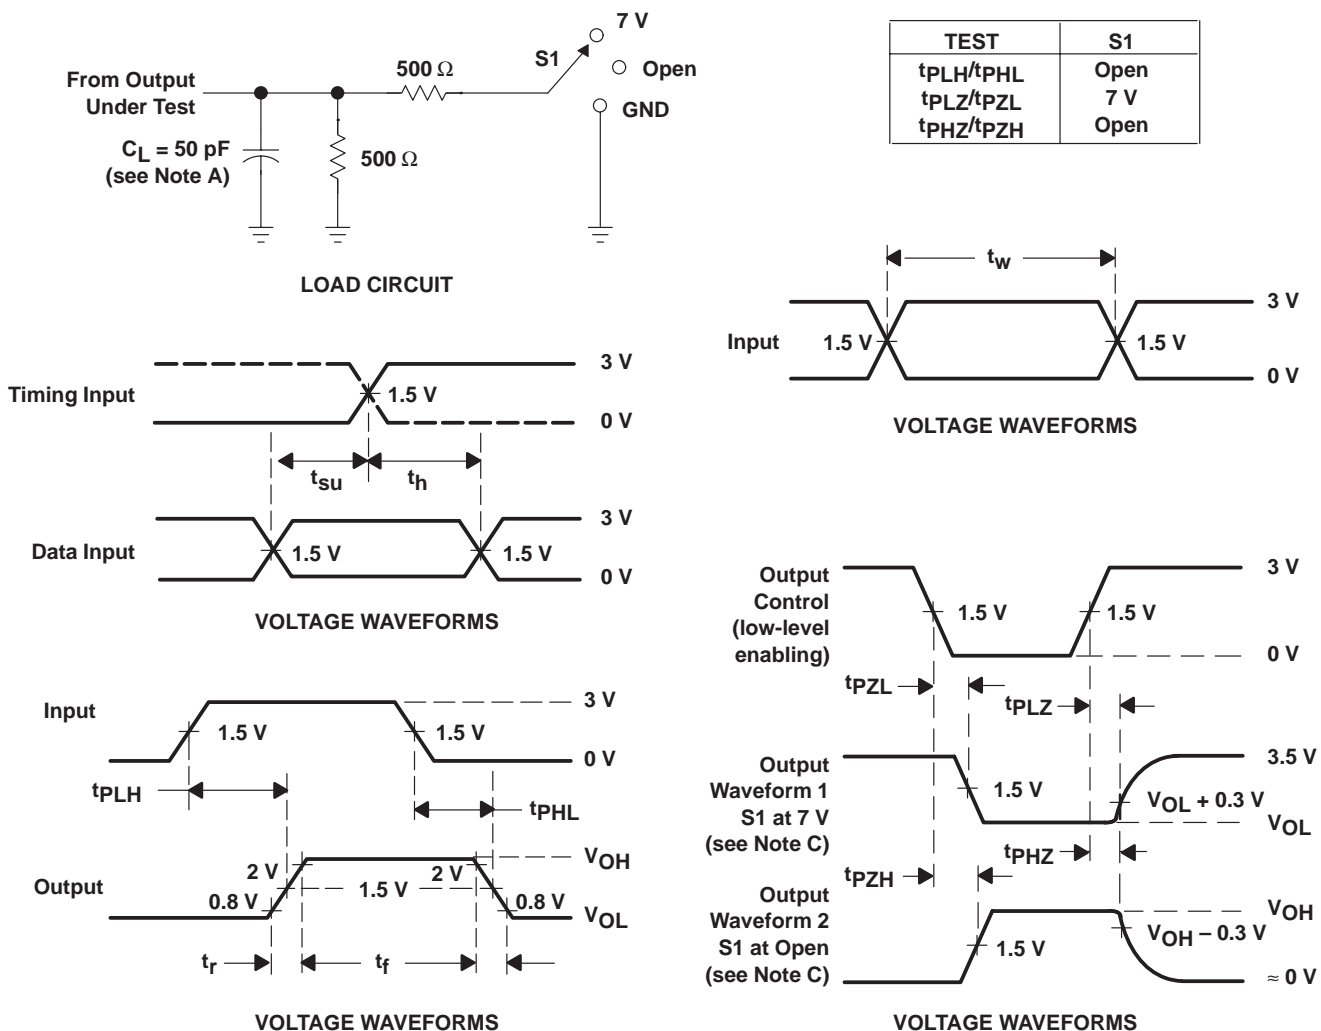 From Output
Under Test
CL = 50 pF
(see Note A)
500 Ω
500 Ω
S1
7 V
Open
GND
LOAD CIRCUIT
TEST S1
tPLH/tPHL Open
tPLZ/tPZL 7 V
tPHZ/tPZH Open
tw
Input
1.5 V
1.5 V
3 V
0 V
VOLTAGE WAVEFORMS
Timing Input
1.5 V
3 V
0 V
tsu
th
Data Input
1.5 V
1.5 V
3 V
0 V
VOLTAGE WAVEFORMS
Input
1.5 V
1.5 V
3 V
0 V
tPLH
tPHL
Output
2 V
0.8 V
1.5 V
2 V
0.8 V
VOH
VOL
tr
tf
VOLTAGE WAVEFORMS
Output
Control
(low-level
enabling)
1.5 V
1.5 V
3 V
0 V
tPZL
tPLZ
Output
Waveform 1
S1 at 7 V
(see Note C)
1.5 V
3.5 V
VOL + 0.3 V
VOL
tPHZ
tPZH
Output
Waveform 2
S1 at Open
(see Note C)
1.5 V
VOH
VOH – 0.3 V
≈ 0 V
VOLTAGE WAVEFORMS